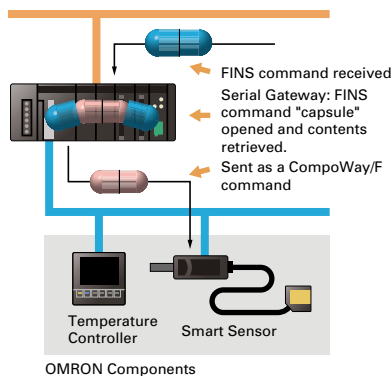 FINS command received
Serial Gateway: FINS
command "capsule"
opened and contents
retrieved.
Sent as a CompoWay/F
command
Temperature
Controller
Smart Sensor
OMRON Components